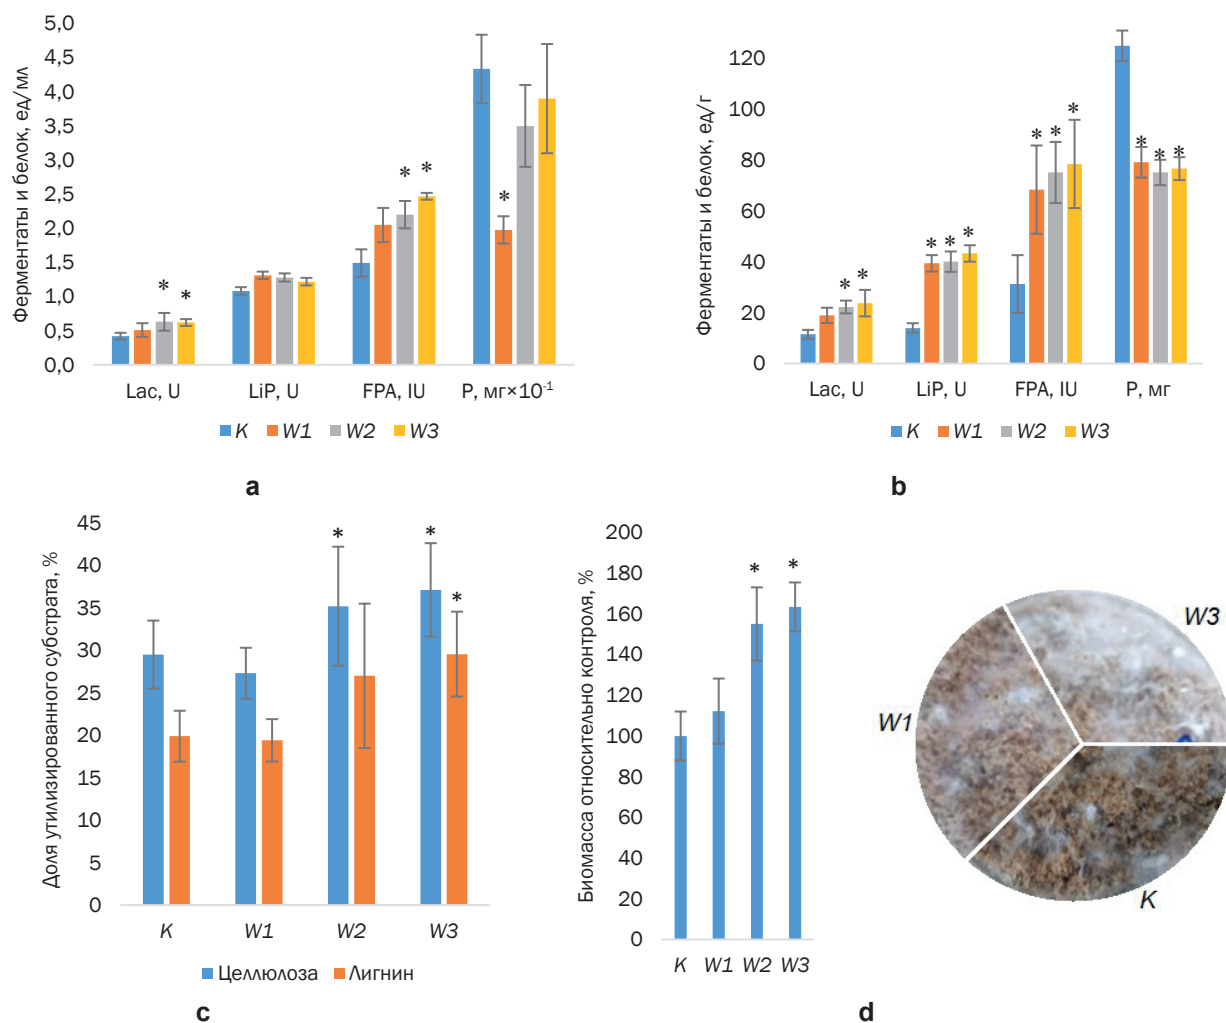 Ферментаты и белок, ед/мл
5,0
4,5
4,0
3,5
3,0
2,5
2,0
1,5
1,0
0,5
0,0
* * * * *
Lac, U LiP, U FPA, IU P, мг×10⁻¹
K W1 W2 W3
a
Ферментаты и белок, ед/г
120
100
80
60
40
20
0
* * * * * * * * * * *
Lac, U LiP, U FPA, IU P, мг
K W1 W2 W3
b
Доля утилизированного субстрата, %
45
40
35
30
25
20
15
10
5
0
* * *
K W1 W2 W3
Целлюлоза Лигнин
c
Биомасса относительно контроля, %
200
180
160
140
120
100
80
60
40
20
0
* *
K W1 W2 W3
W3
W1
K
d